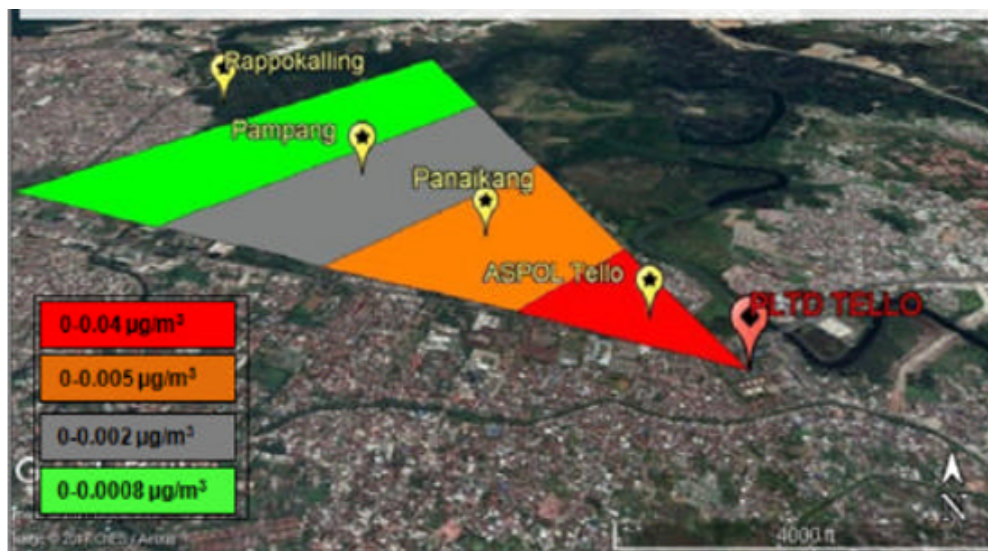 Rappokalling
Pampang
Panaikang
ASPOL Tello
PLTD TELLO
0-0.04 µg/m³
0-0.005 µg/m³
0-0.002 µg/m³
0-0.0008 µg/m³
N
4000 ft